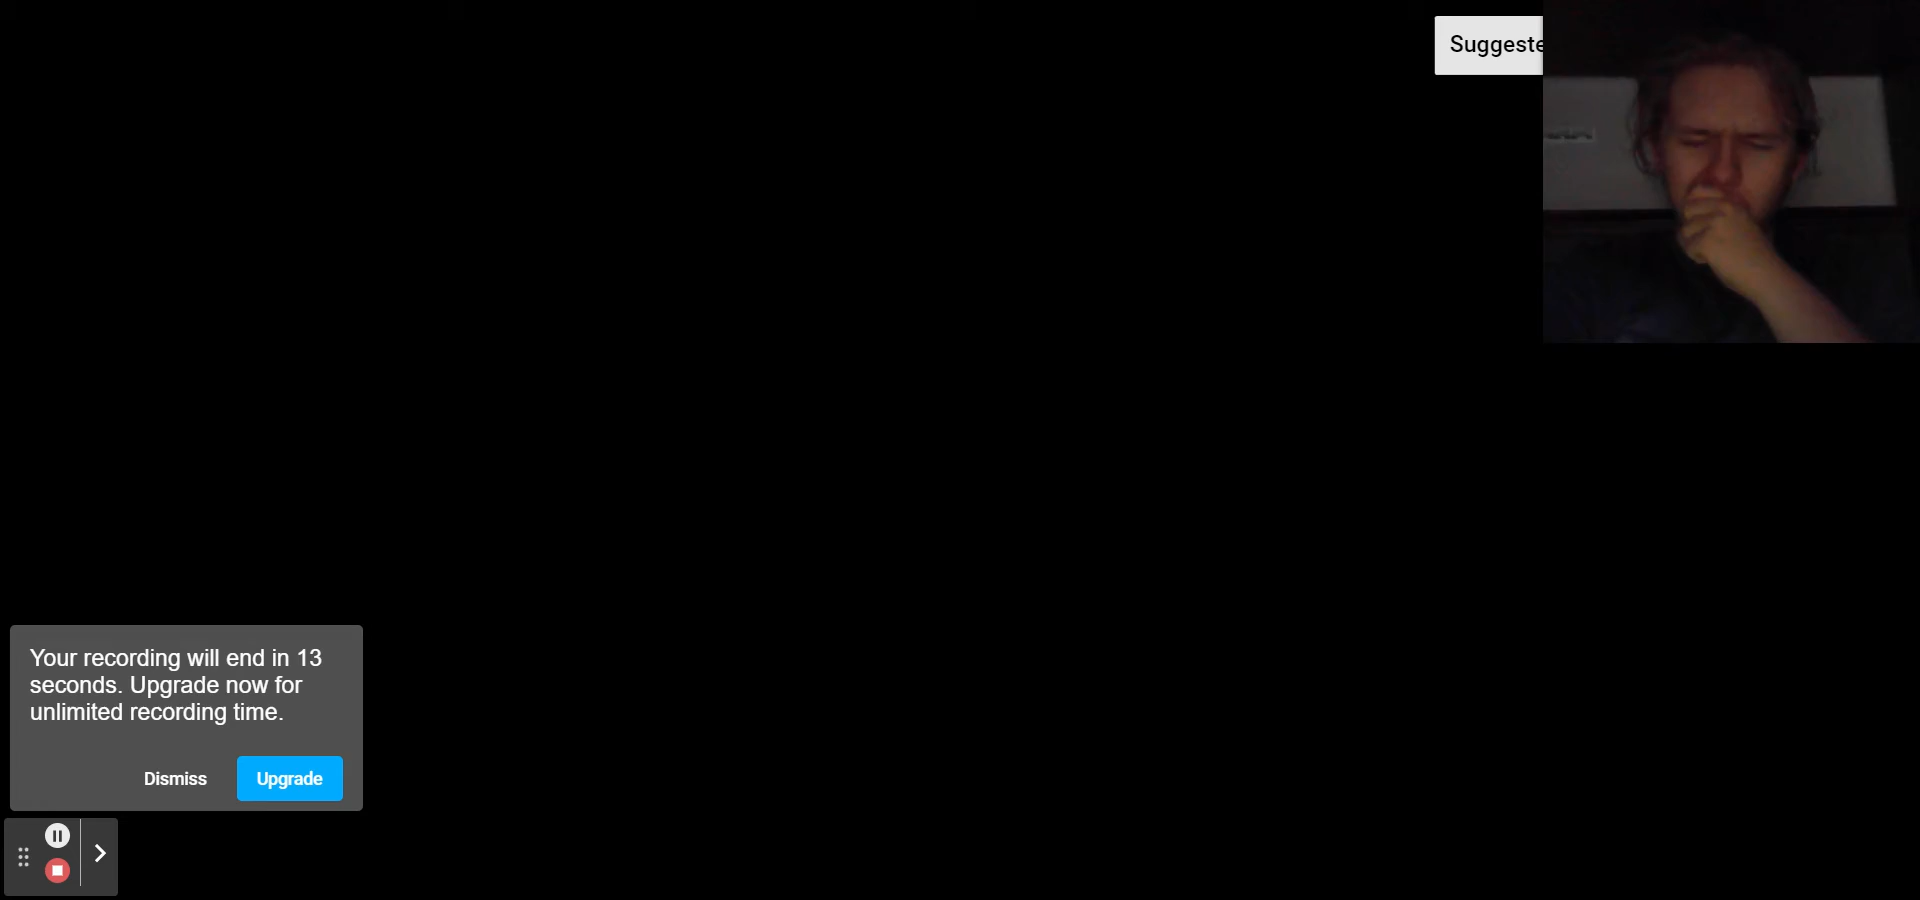 Suggeste
Your recording will end in 13
seconds. Upgrade now for
unlimited recording time.
Dismiss
Upgrade